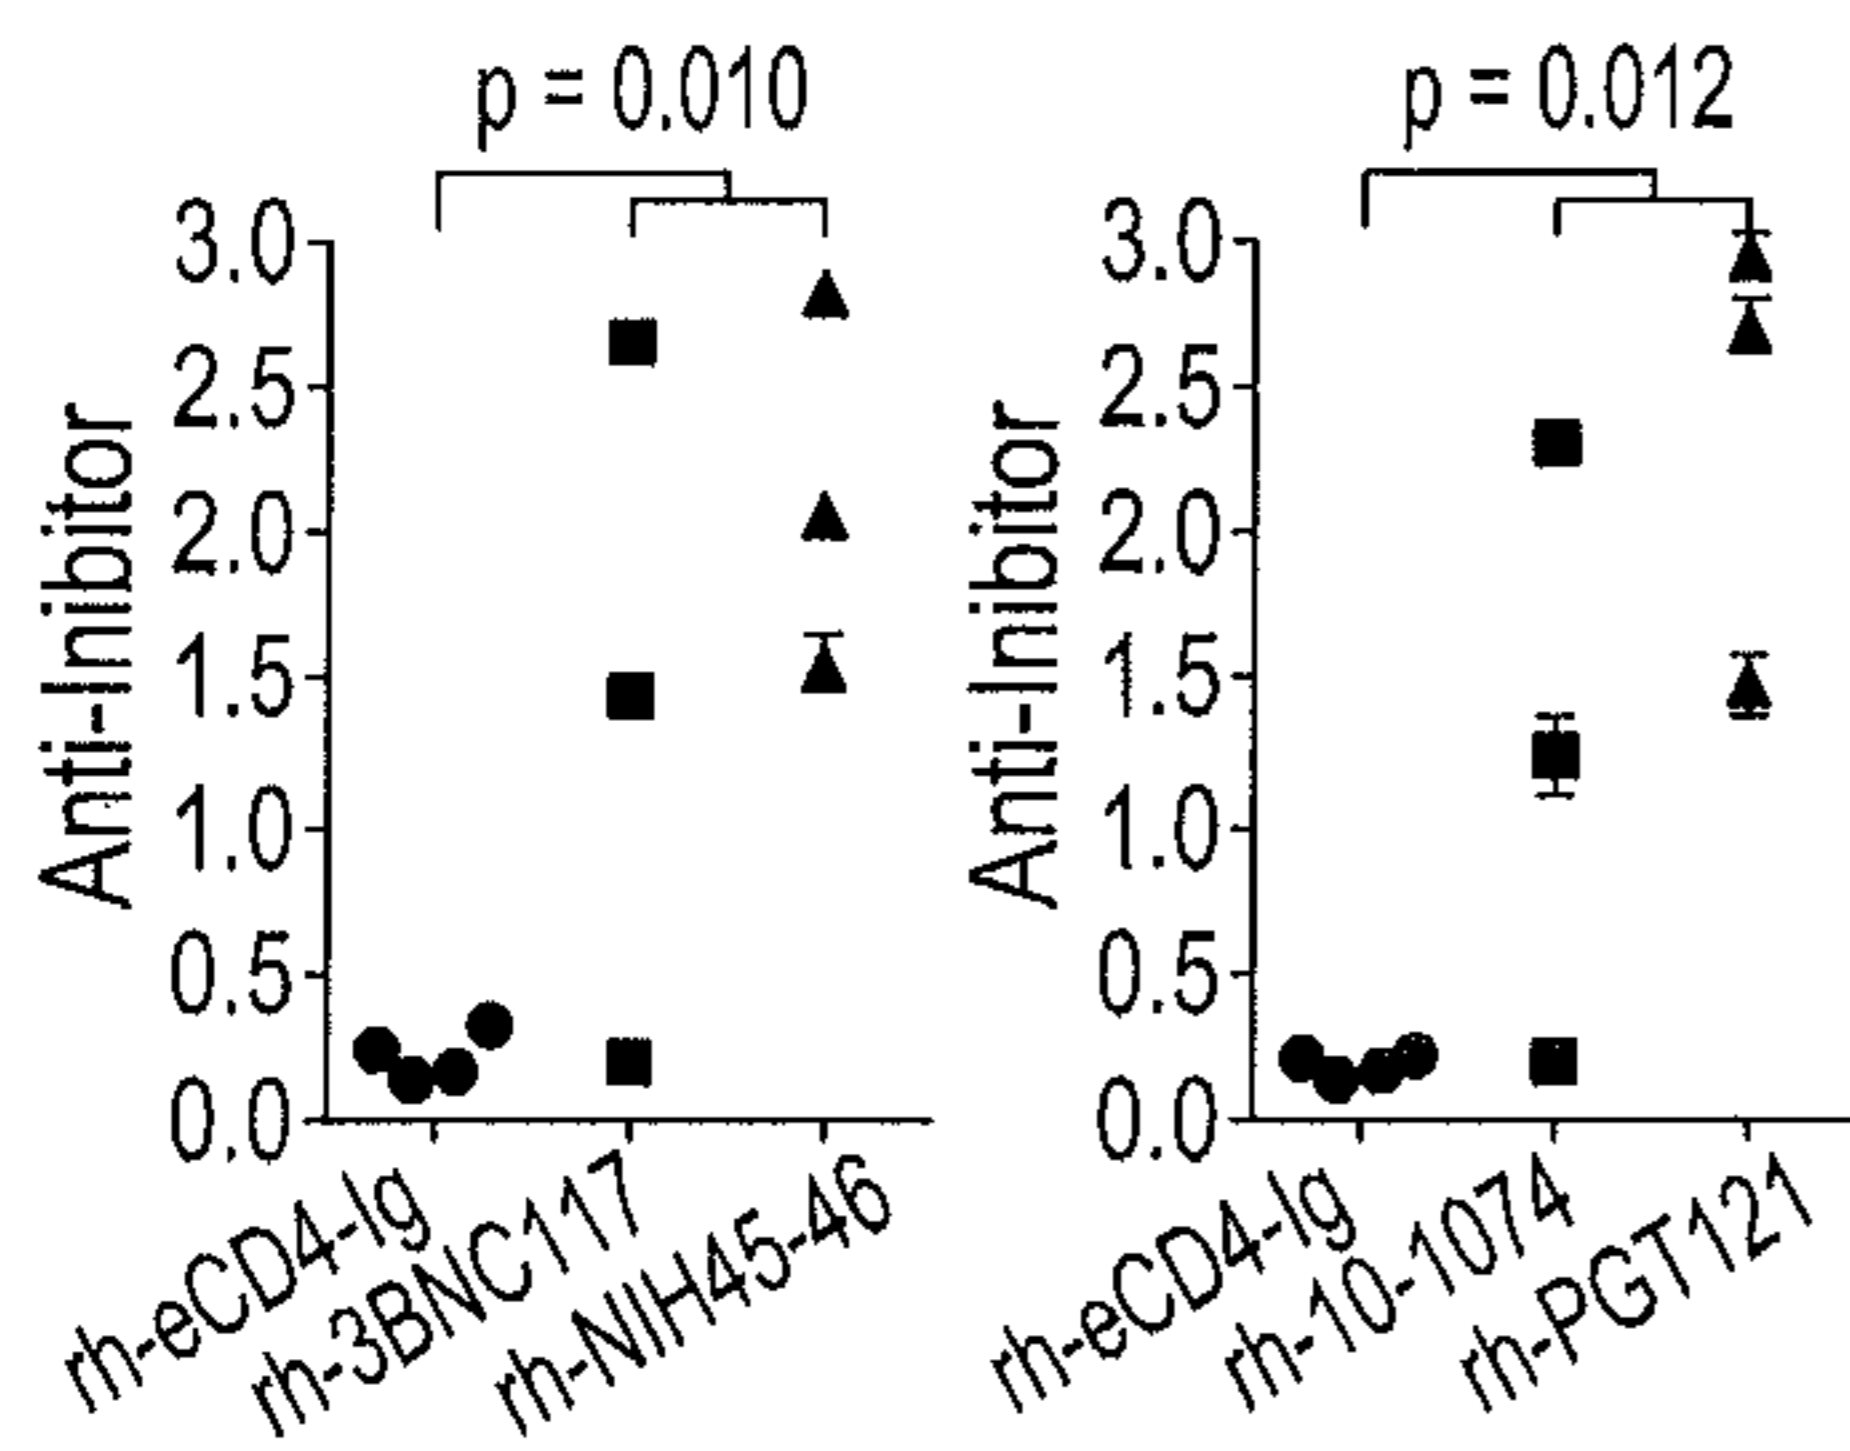 p = 0.010
3.0
2.5
2.0
1.5
1.0
0.5
0.0
Anti-Inibitor
rh-eCD4-Ig
rh-3BNC117
rh-NIH45-46
p = 0.012
3.0
2.5
2.0
1.5
1.0
0.5
0.0
Anti-Inibitor
rh-eCD4-Ig
rh-10-1074
rh-PGT121